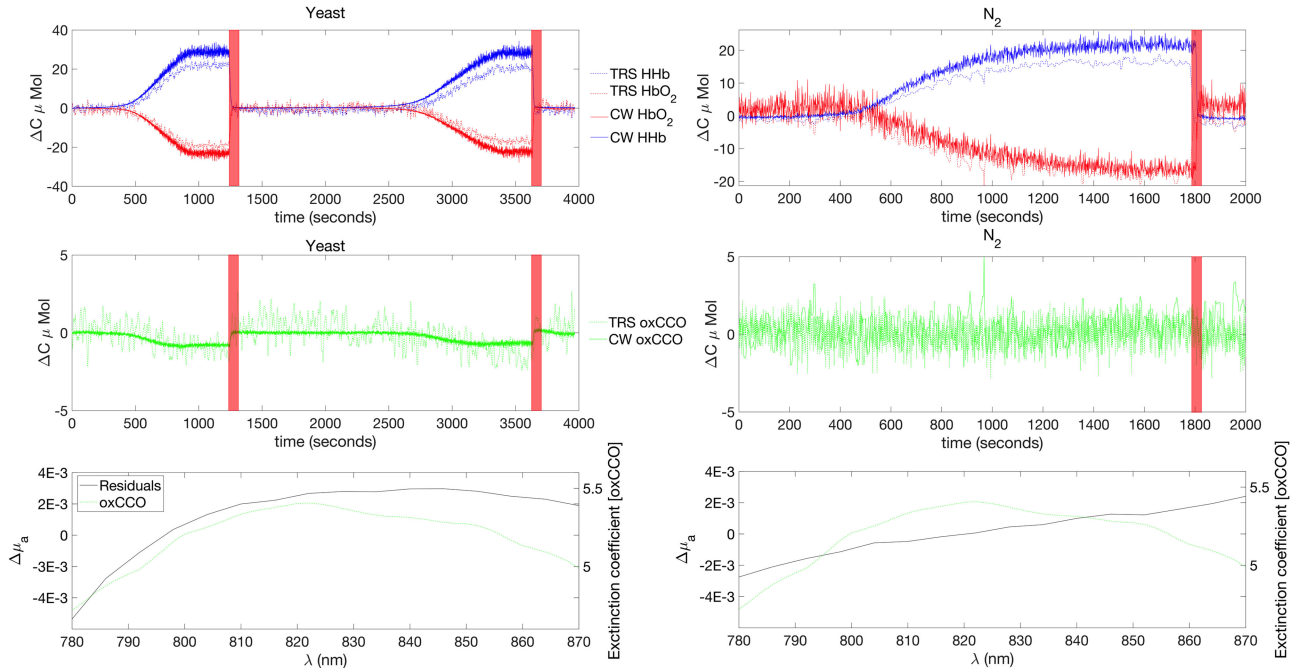 Yeast
40
20
0
-20
-40
ΔC μ Mol
0 500 1000 1500 2000 2500 3000 3500 4000
time (seconds)
TRS HHb
TRS HbO2
CW HbO2
CW HHb
N2
20
10
0
-10
-20
ΔC μ Mol
0 200 400 600 800 1000 1200 1400 1600 1800 2000
time (seconds)
Yeast
5
0
-5
ΔC μ Mol
0 500 1000 1500 2000 2500 3000 3500 4000
time (seconds)
TRS oxCCO
CW oxCCO
N2
5
0
-5
ΔC μ Mol
0 200 400 600 800 1000 1200 1400 1600 1800 2000
time (seconds)
4E-3
2E-3
0
-3E-3
-4E-3
Δμa
Residuals
oxCCO
5.5
5
Exctinction coefficient [oxCCO]
780 790 800 810 820 830 840 850 860 870
λ (nm)
4E-3
2E-3
0
-2E-3
-4E-3
Δμa
5.5
5
Exctinction coefficient [oxCCO]
780 790 800 810 820 830 840 850 860 870
λ (nm)